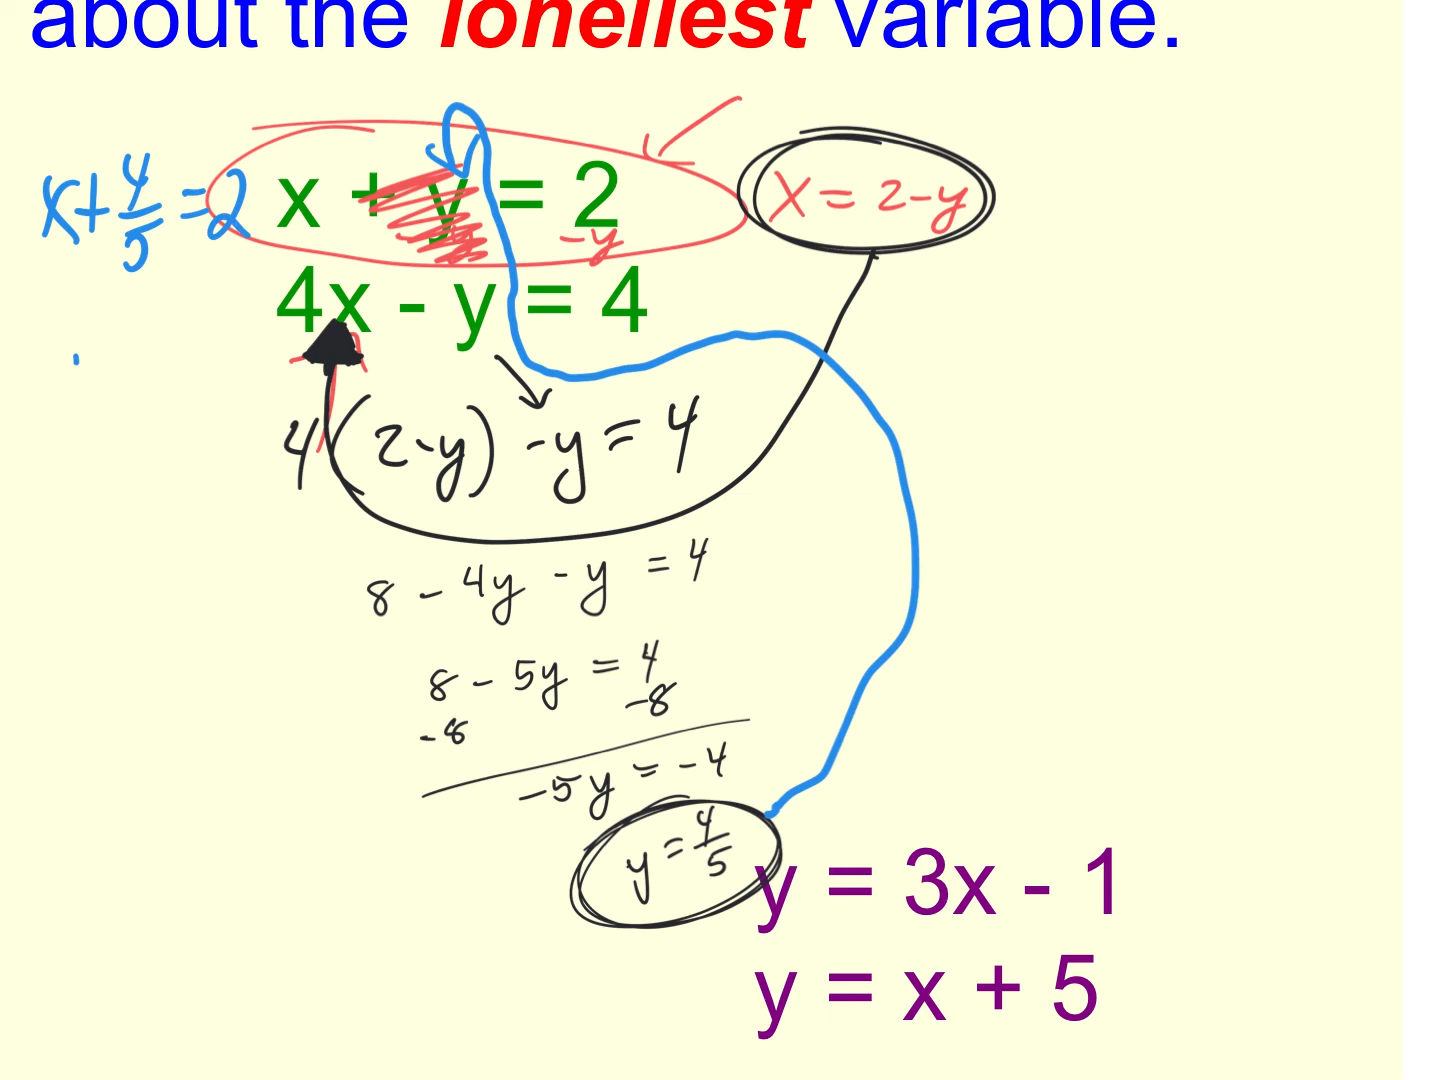 about the loneliest variable.
x + y = 2
-y -y
x = 2-y
x + 4/5 = 2
4x - y = 4
4(2-y) -y = 4
8 - 4y - y = 4
8 - 5y = 4
-8 -8
-5y = -4
y = 4/5
y = 3x - 1
y = x + 5